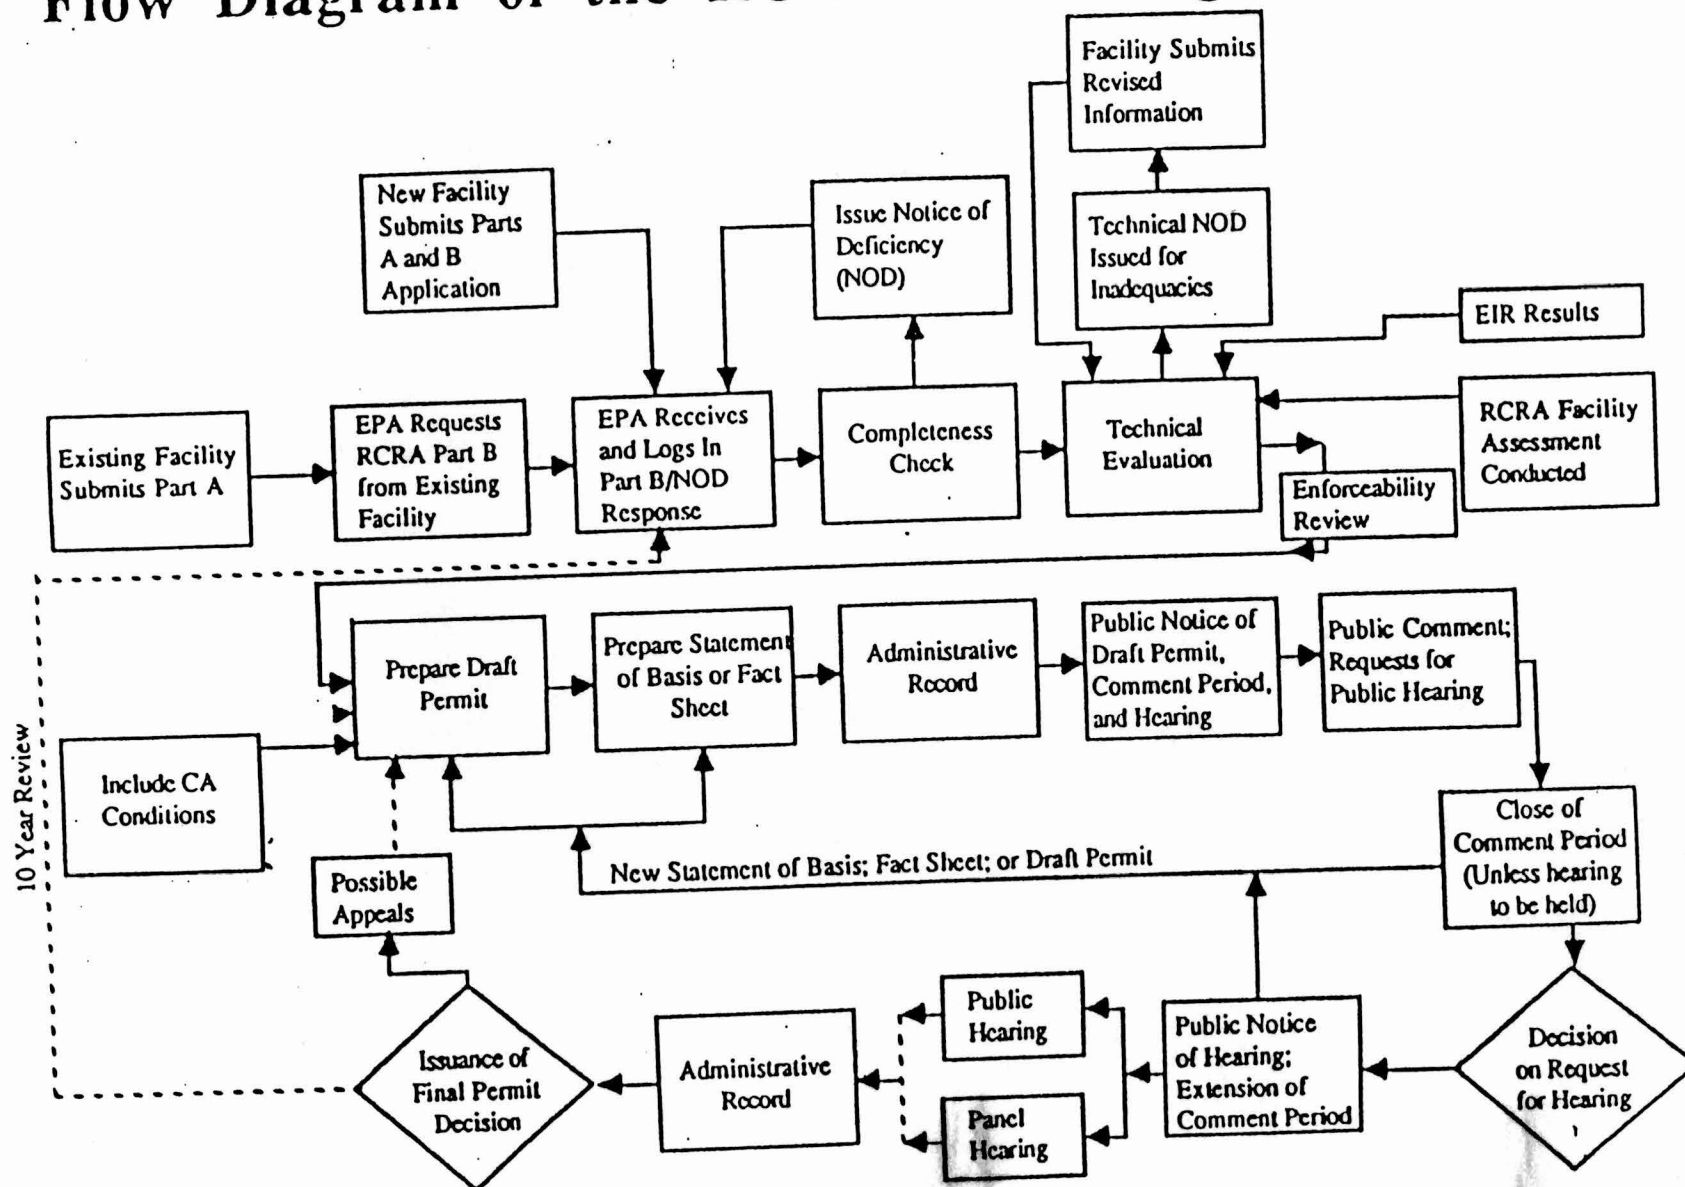 Flow Diagram of the
Facility Submits
Revised
Information
New Facility
Submits Parts
A and B
Application
Issue Notice of
Deficiency
(NOD)
Technical NOD
Issued for
Inadequacies
EIR Results
Existing Facility
Submits Part A
EPA Requests
RCRA Part B
from Existing
Facility
EPA Receives
and Logs In
Part B/NOD
Response
Completeness
Check
Technical
Evaluation
RCRA Facility
Assessment
Conducted
Enforceability
Review
Prepare Draft
Permit
Prepare Statement
of Basis or Fact
Sheet
Administrative
Record
Public Notice of
Draft Permit,
Comment Period,
and Hearing
Public Comment;
Requests for
Public Hearing
10 Year Review
Include CA
Conditions
Close of
Comment Period
(Unless hearing
to be held)
New Statement of Basis; Fact Sheet; or Draft Permit
Possible
Appeals
Issuance of
Final Permit
Decision
Administrative
Record
Public
Hearing
Panel
Hearing
Public Notice
of Hearing;
Extension of
Comment Period
Decision
on Request
for Hearing